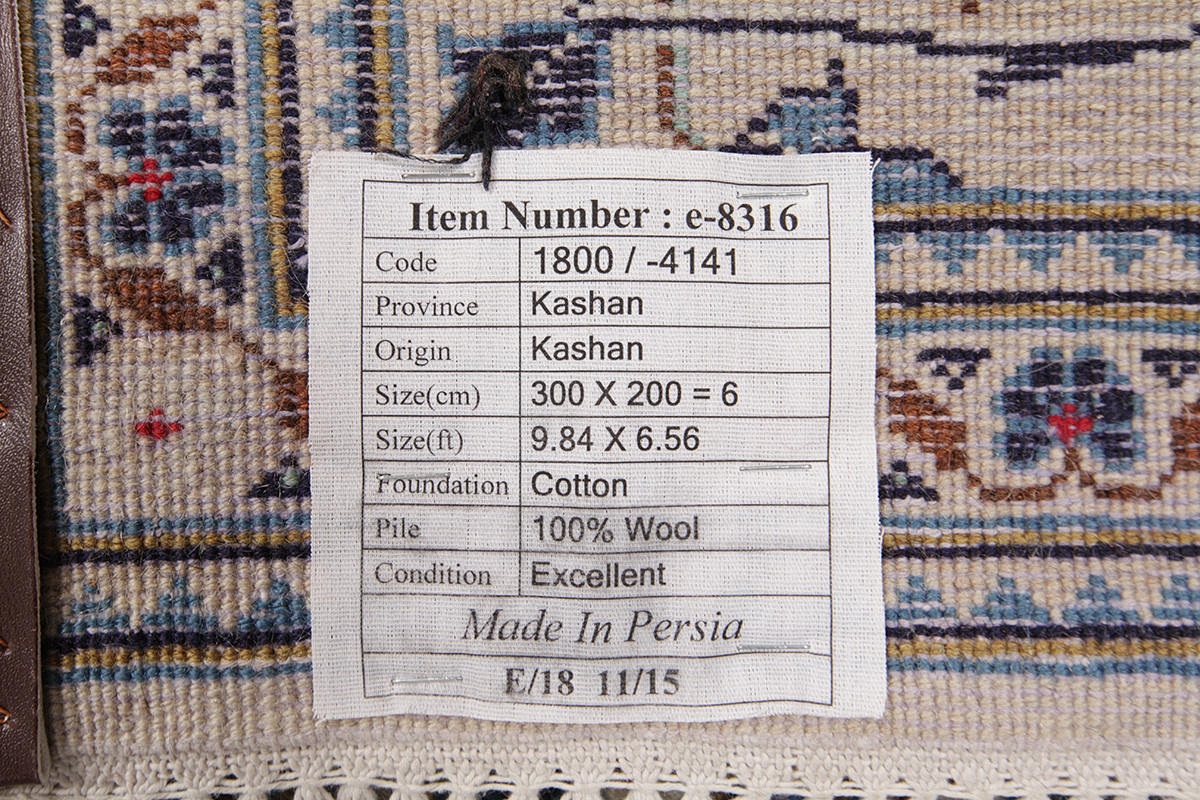 Item Number : e-8316
Code 1800 / -4141
Province Kashan
Origin Kashan
Size(cm) 300 X 200 = 6
Size(ft) 9.84 X 6.56
Foundation Cotton
Pile 100% Wool
Condition Excellent
Made In Persia
E/18 11/15